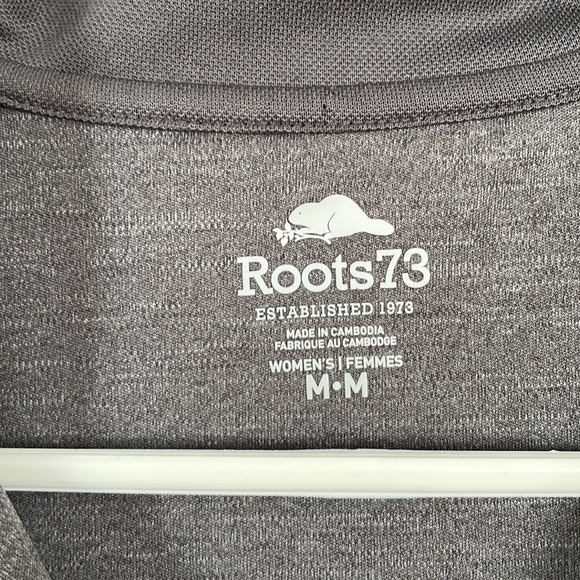 Roots73
ESTABLISHED 1973
MADE IN CAMBODIA
FABRIQUE AU CAMBODGE
WOMEN'S | FEMMES
M•M